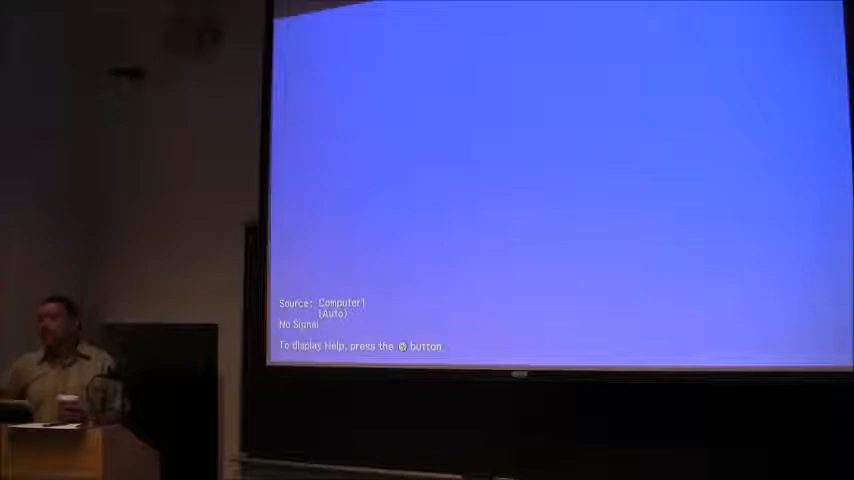 Source: Computer1
(Auto)
No Signal
To display Help, press the button.